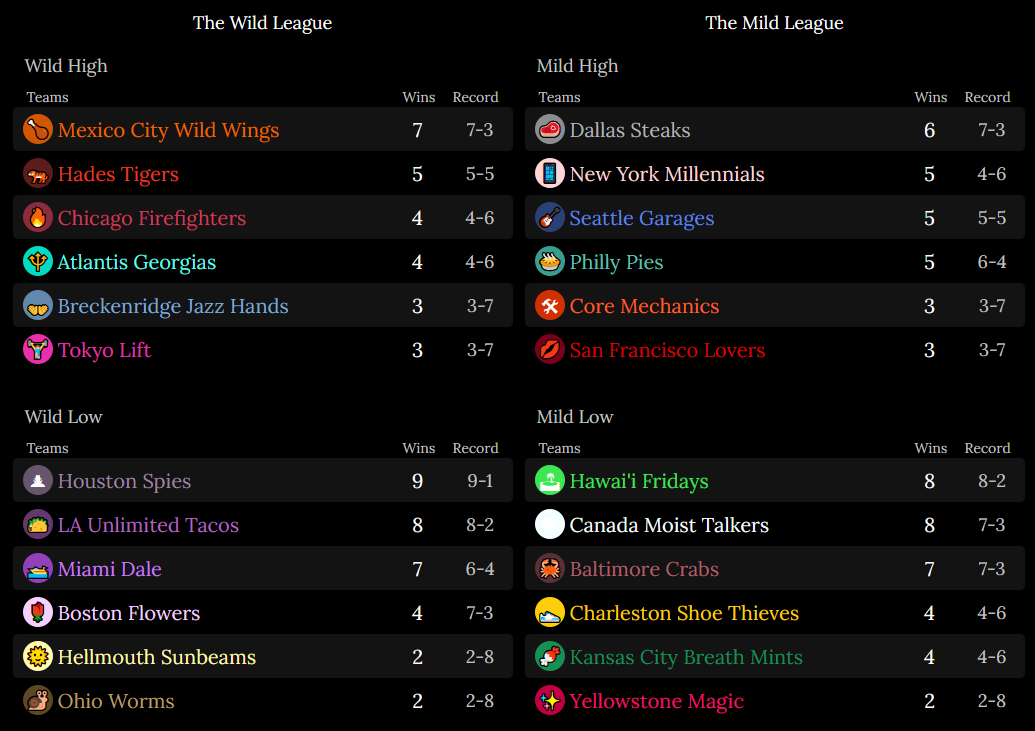 The Wild League
Wild High
Teams Wins Record
Mexico City Wild Wings 7 7-3
Hades Tigers 5 5-5
Chicago Firefighters 4 4-6
Atlantis Georgias 4 4-6
Breckenridge Jazz Hands 3 3-7
Tokyo Lift 3 3-7
Wild Low
Teams Wins Record
Houston Spies 9 9-1
LA Unlimited Tacos 8 8-2
Miami Dale 7 6-4
Boston Flowers 4 7-3
Hellmouth Sunbeams 2 2-8
Ohio Worms 2 2-8
The Mild League
Mild High
Teams Wins Record
Dallas Steaks 6 7-3
New York Millennials 5 4-6
Seattle Garages 5 5-5
Philly Pies 5 6-4
Core Mechanics 3 3-7
San Francisco Lovers 3 3-7
Mild Low
Teams Wins Record
Hawai'i Fridays 8 8-2
Canada Moist Talkers 8 7-3
Baltimore Crabs 7 7-3
Charleston Shoe Thieves 4 4-6
Kansas City Breath Mints 4 4-6
Yellowstone Magic 2 2-8